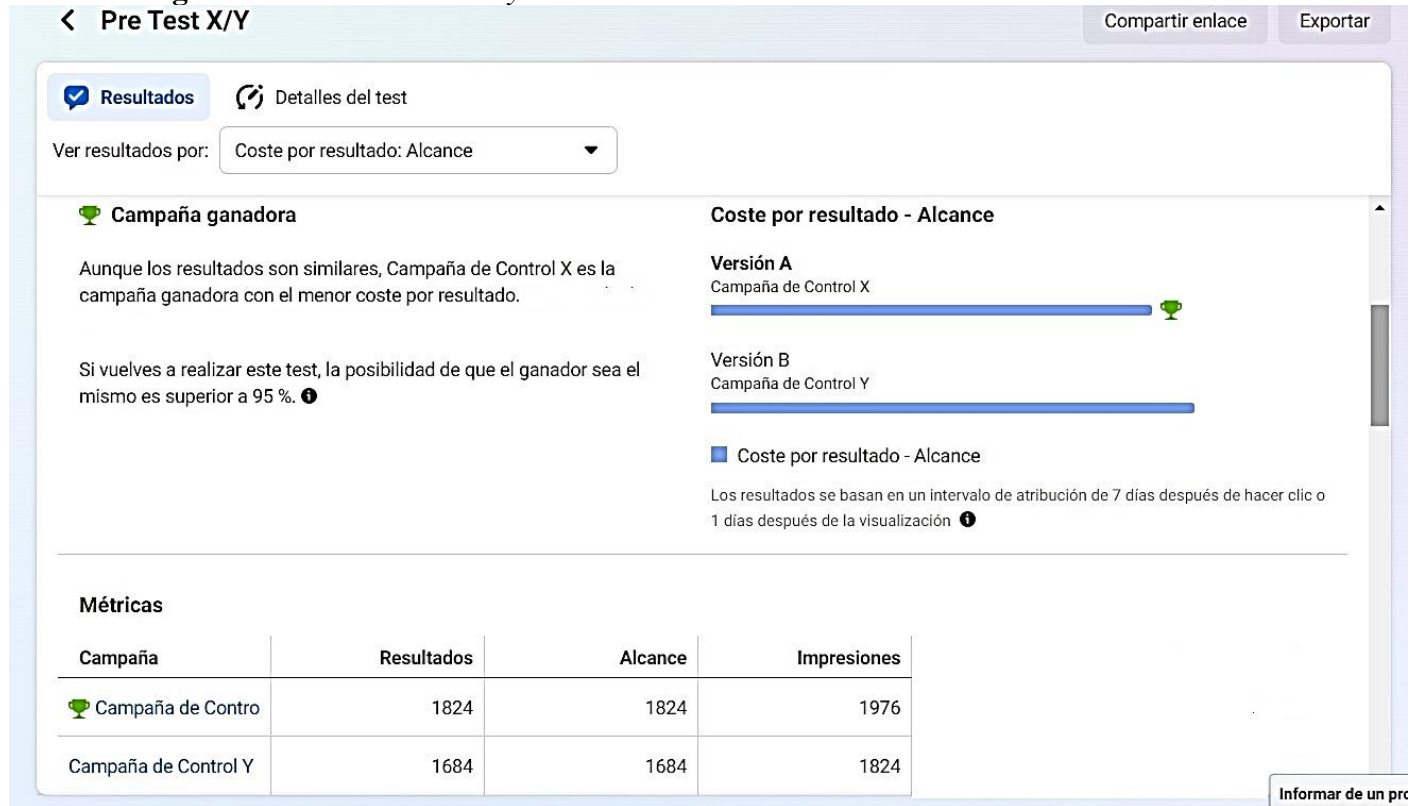 Pre Test X/Y
Compartir enlace
Exportar
Resultados
Detalles del test
Ver resultados por:
Coste por resultado: Alcance
Campaña ganadora
Aunque los resultados son similares, Campaña de Control X es la
campaña ganadora con el menor coste por resultado.
Si vuelves a realizar este test, la posibilidad de que el ganador sea el
mismo es superior a 95 %.
Coste por resultado - Alcance
Versión A
Campaña de Control X
Versión B
Campaña de Control Y
Coste por resultado - Alcance
Los resultados se basan en un intervalo de atribución de 7 días después de hacer clic o
1 días después de la visualización
Métricas
Campaña Resultados Alcance Impresiones
Campaña de Contro 1824 1824 1976
Campaña de Control Y 1684 1684 1824
Informar de un pro